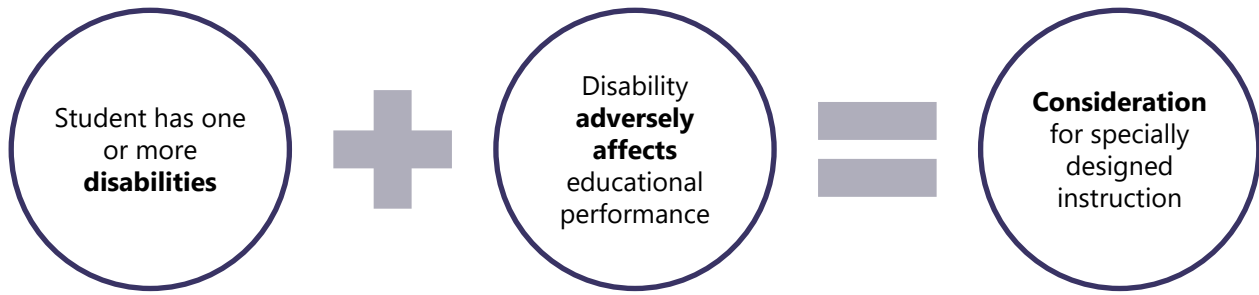 Student has one
or more
disabilities
Disability
adversely
affects
educational
performance
Consideration
for specially
designed
instruction